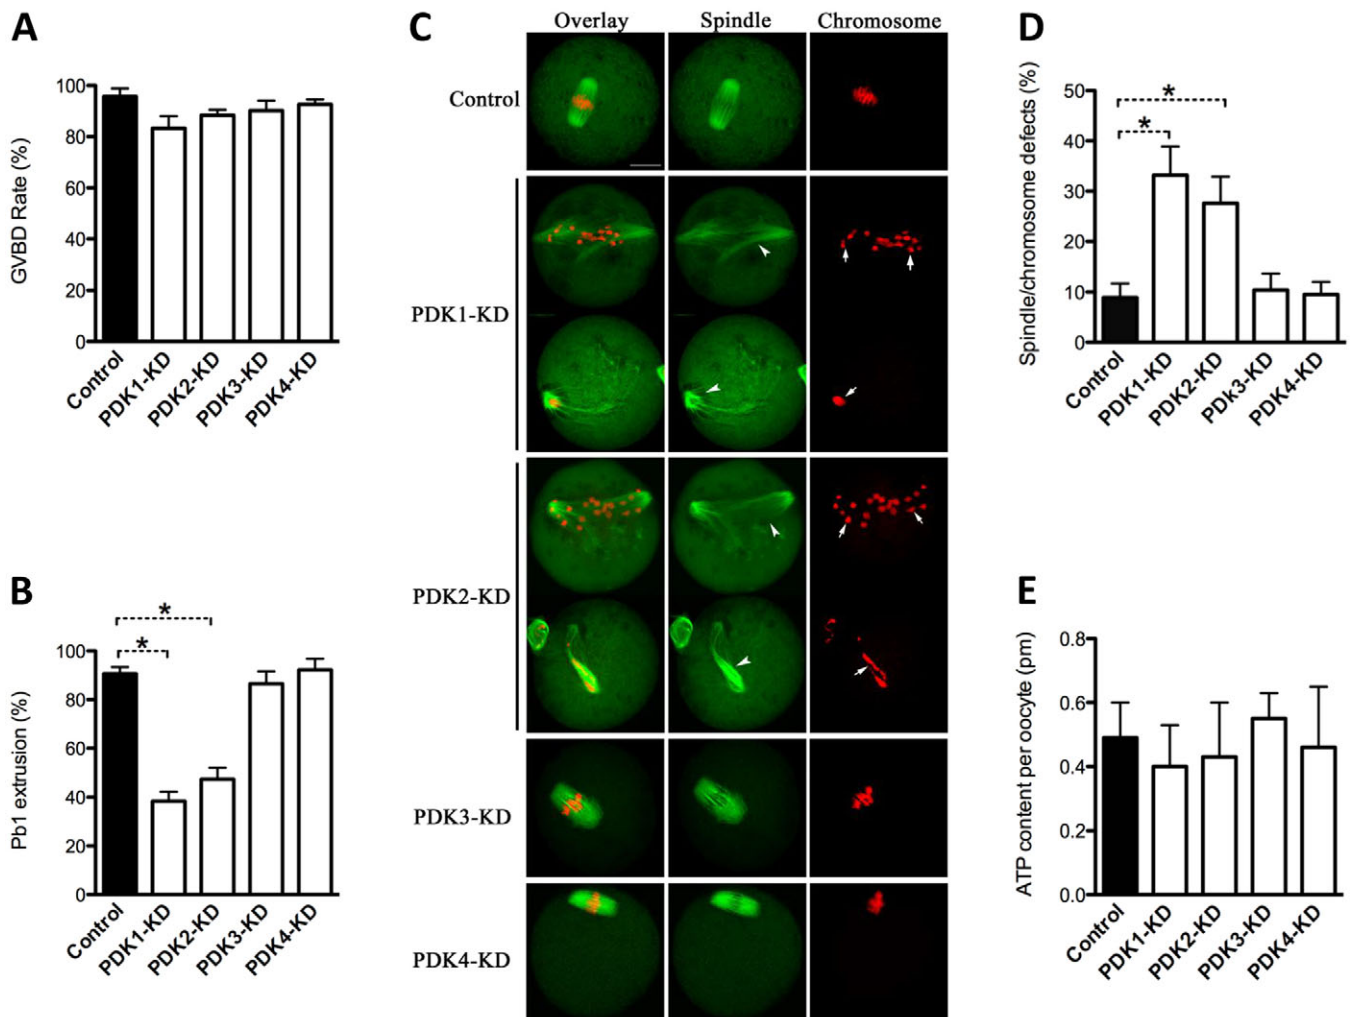 A
GVBD Rate (%)
100
80
60
40
20
0
Control
PDK1-KD
PDK2-KD
PDK3-KD
PDK4-KD
B
Pb1 extrusion (%)
* *
100
80
60
40
20
0
Control
PDK1-KD
PDK2-KD
PDK3-KD
PDK4-KD
C
Overlay Spindle Chromosome
Control
PDK1-KD
PDK2-KD
PDK3-KD
PDK4-KD
D
Spindle/chromosome defects (%)
* *
50
40
30
20
10
0
Control
PDK1-KD
PDK2-KD
PDk3-KD
PDK4-KD
E
ATP content per oocyte (pm)
0.8
0.6
0.4
0.2
0.0
Control
PDK1-KD
PDK2-KD
PDK3-KD
PDK4-KD